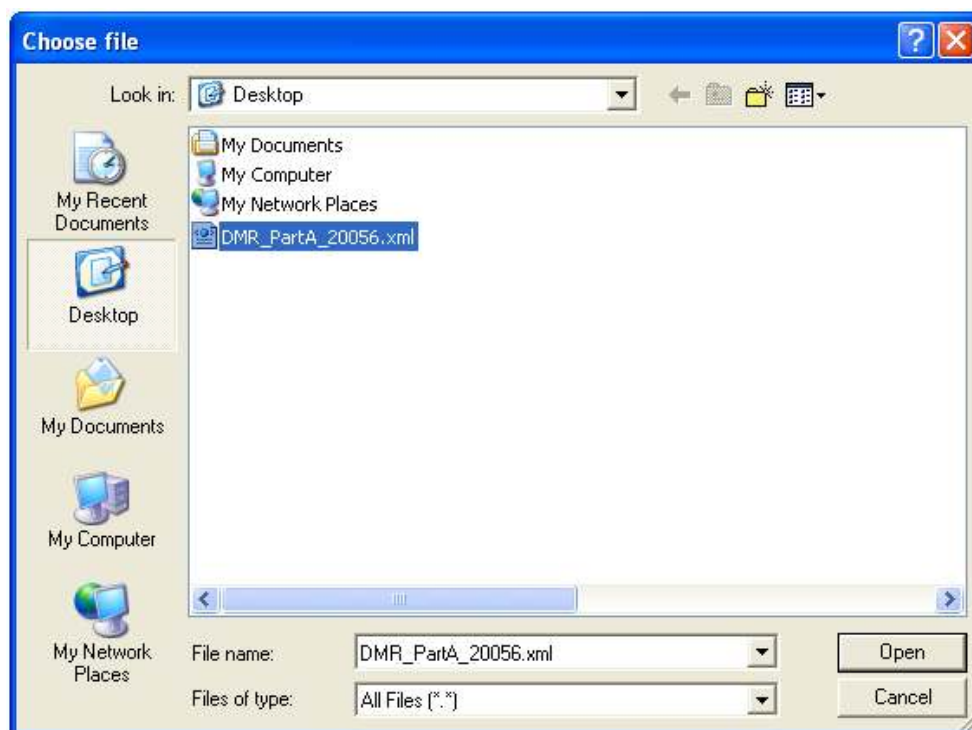 Choose file
Look in:
Desktop
My Documents
My Computer
My Network Places
DMR_PartA_20056.xml
My Recent
Documents
Desktop
My Documents
My Computer
My Network
Places
File name:
DMR_PartA_20056.xml
Open
Files of type:
All Files (*.*)
Cancel